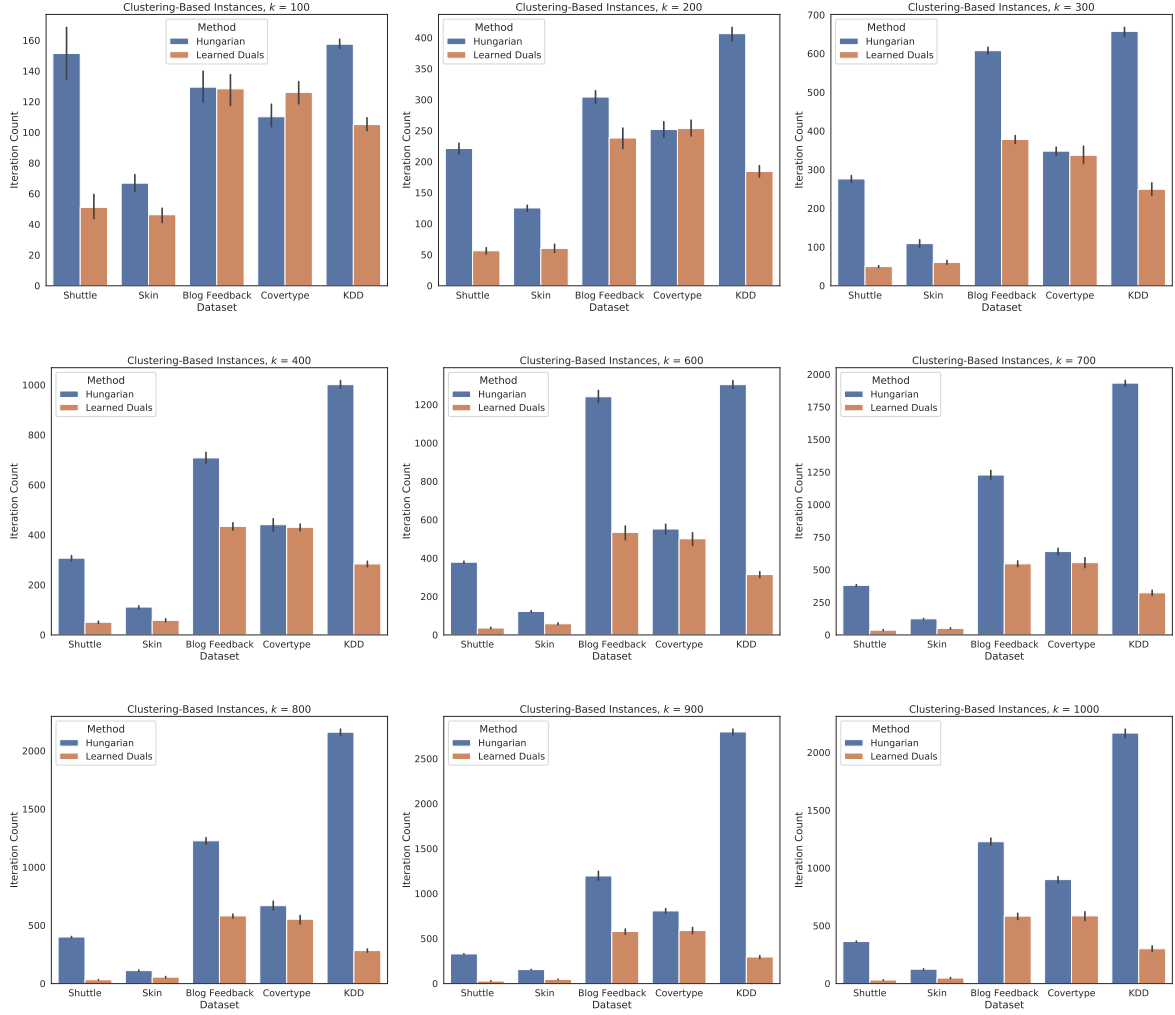 Clustering-Based Instances, k = 100
Method
Hungarian
Learned Duals
Iteration Count
160
140
120
100
80
60
40
20
0
Shuttle Skin Blog Feedback Covertype KDD
Dataset
Clustering-Based Instances, k = 200
Method
Hungarian
Learned Duals
Iteration Count
400
350
300
250
200
150
100
50
0
Shuttle Skin Blog Feedback Covertype KDD
Dataset
Clustering-Based Instances, k = 300
Method
Hungarian
Learned Duals
Iteration Count
700
600
500
400
300
200
100
0
Shuttle Skin Blog Feedback Covertype KDD
Dataset
Clustering-Based Instances, k = 400
Method
Hungarian
Learned Duals
Iteration Count
1000
800
600
400
200
0
Shuttle Skin Blog Feedback Covertype KDD
Dataset
Clustering-Based Instances, k = 600
Method
Hungarian
Learned Duals
Iteration Count
1200
1000
800
600
400
200
0
Shuttle Skin Blog Feedback Covertype KDD
Dataset
Clustering-Based Instances, k = 700
Method
Hungarian
Learned Duals
Iteration Count
2000
1750
1500
1250
1000
750
500
250
0
Shuttle Skin Blog Feedback Covertype KDD
Dataset
Clustering-Based Instances, k = 800
Method
Hungarian
Learned Duals
Iteration Count
2000
1500
1000
500
0
Shuttle Skin Blog Feedback Covertype KDD
Dataset
Clustering-Based Instances, k = 900
Method
Hungarian
Learned Duals
Iteration Count
2500
2000
1500
1000
500
0
Shuttle Skin Blog Feedback Covertype KDD
Dataset
Clustering-Based Instances, k = 1000
Method
Hungarian
Learned Duals
Iteration Count
2000
1500
1000
500
0
Shuttle Skin Blog Feedback Covertype KDD
Dataset